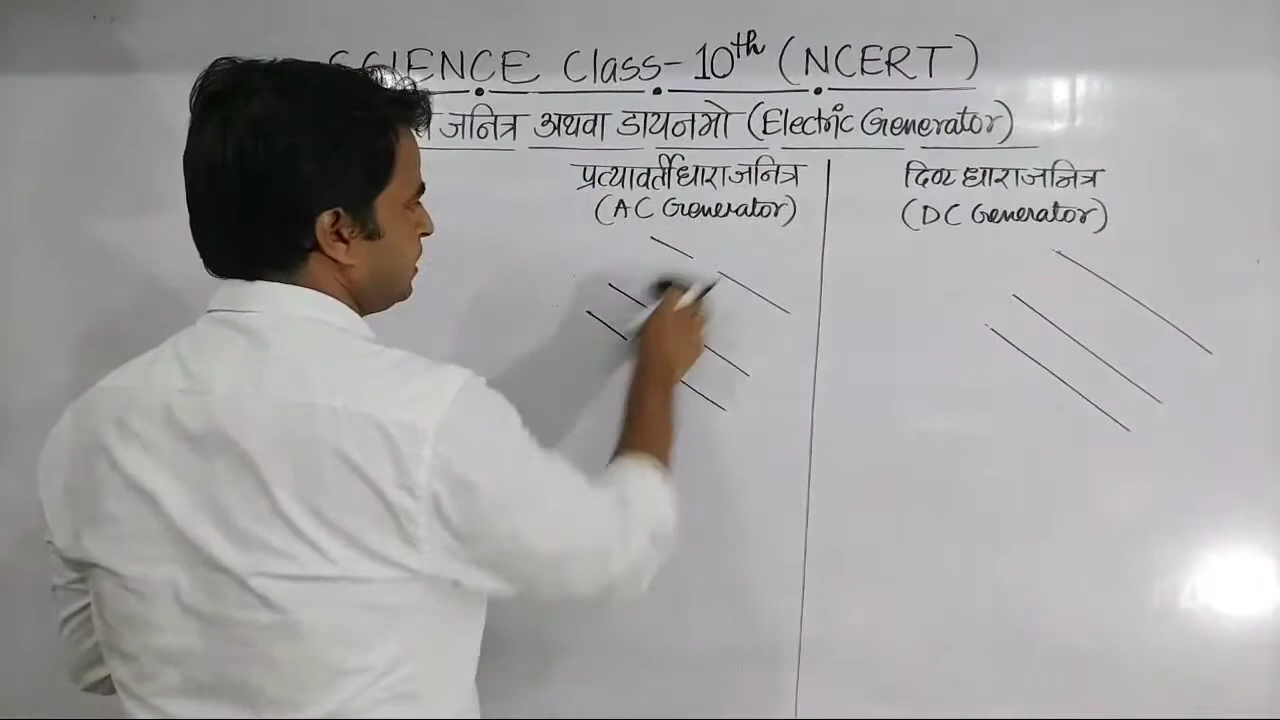 SCIENCE Class-10th (NCERT)
जनित्र अथवा डायनमो (Electric Generator)
प्रत्यावर्ती धारा जनित्र
(AC Generator)
दिष्ट धारा जनित्र
(DC Generator)